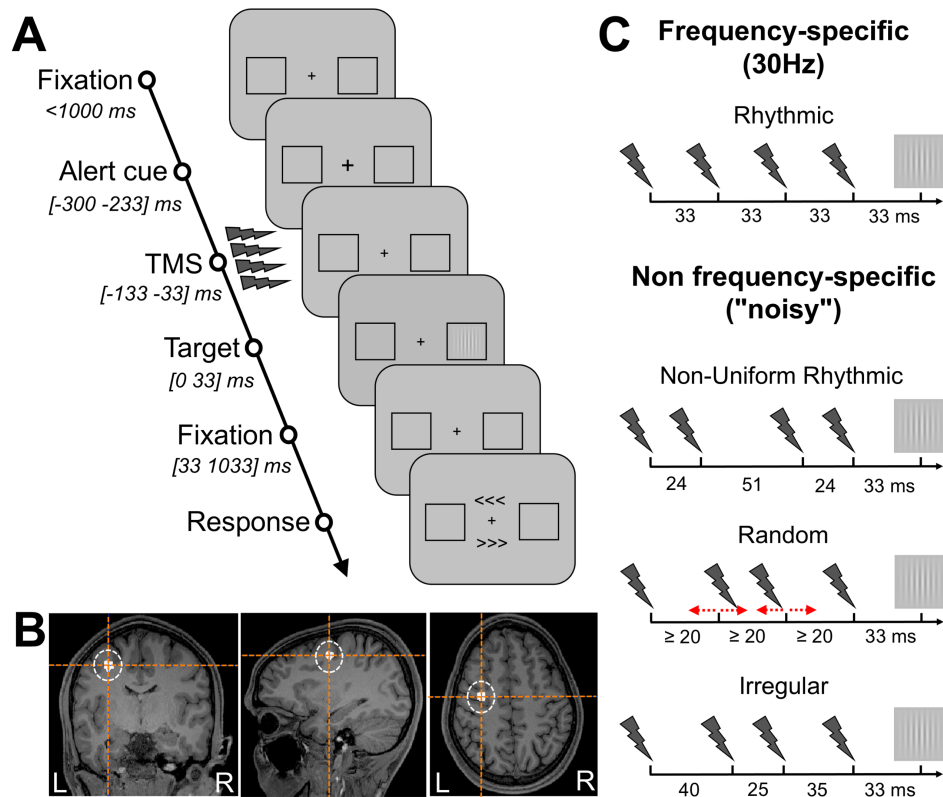 A
Fixation
<1000 ms
Alert cue
[-300 -233] ms
TMS
[-133 -33] ms
Target
[0 33] ms
Fixation
[33 1033] ms
Response
+
+
+
+
+
<<<
+
>>>
B
L R
C
Frequency-specific
(30Hz)
Rhythmic
33 33 33 33 ms
Non frequency-specific
("noisy")
Non-Uniform Rhythmic
24 51 24 33 ms
Random
≥ 20 ≥ 20 ≥ 20 33 ms
Irregular
40 25 35 33 ms